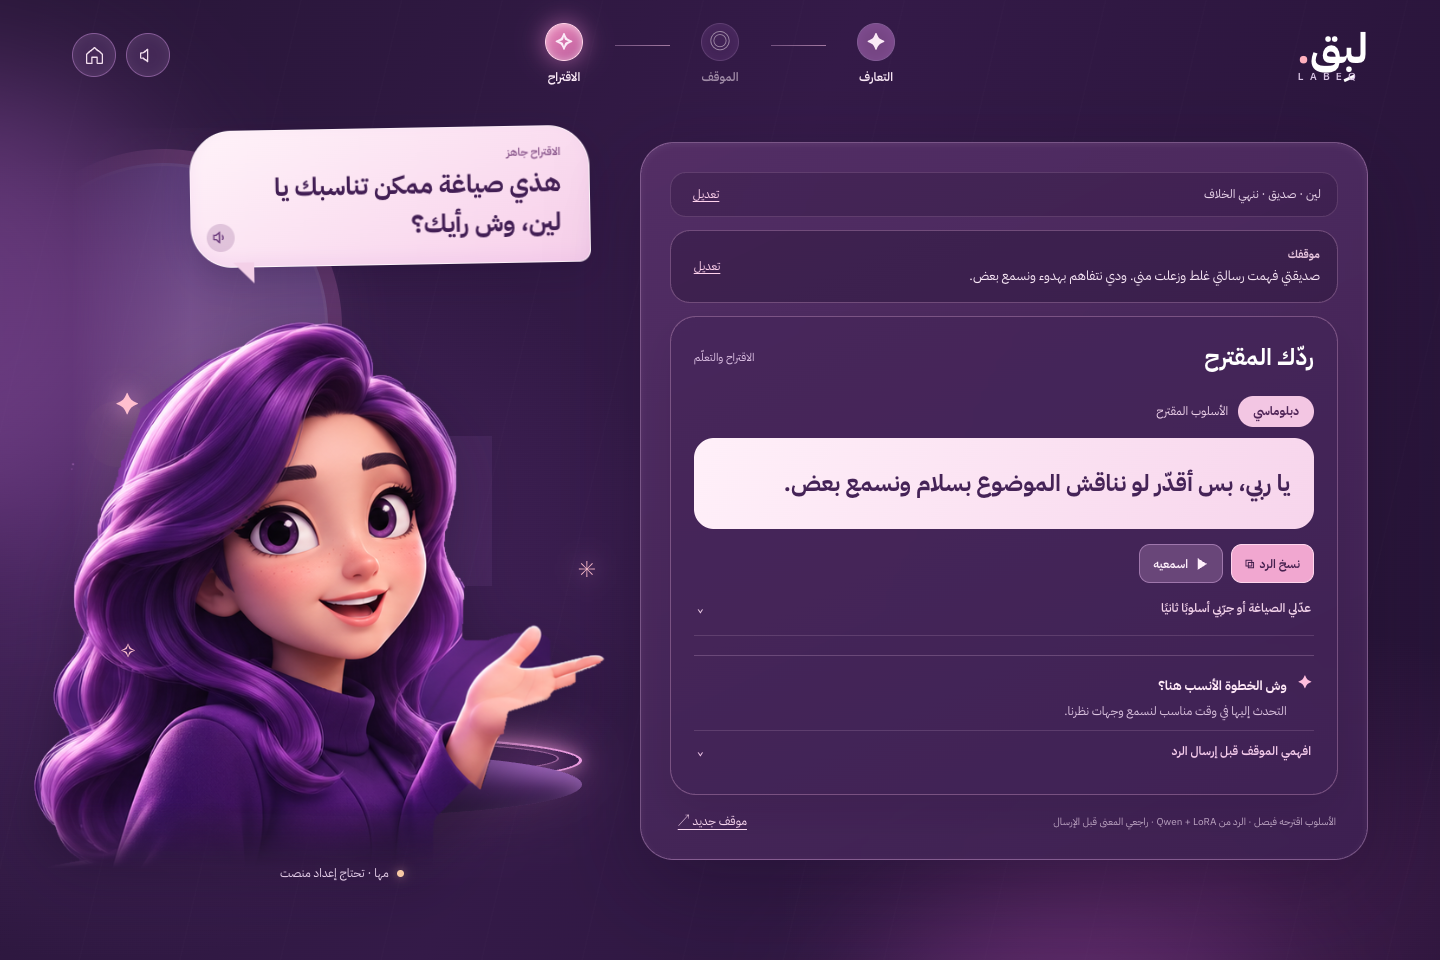 لبق.
LABEQ
التعارف
الموقف
الاقتراح
الاقتراح جاهز
هذي صياغة ممكن تناسبك يا
لين، وش رأيك؟
لين · صديق · ننهي الخلاف
تعديل
موقفك
صديقتي فهمت رسالتي غلط وزعلت مني. ودي نتفاهم بهدوء ونسمع بعض.
تعديل
ردّك المقترح
الاقتراح والتعلّم
دبلوماسي
الأسلوب المقترح
يا ربي، بس أقدّر لو نناقش الموضوع بسلام ونسمع بعض.
نسخ الرد
اسمعيه
عدّلي الصياغة أو جرّبي أسلوبًا ثانيًا
وش الخطوة الأنسب هنا؟
التحدث إليها في وقت مناسب لنسمع وجهات نظرنا.
افهمي الموقف قبل إرسال الرد
الأسلوب اقترحه فيصل · الرد من Qwen + LoRA · راجعي المعنى قبل الإرسال
موقف جديد ↗
مها · تحتاج إعداد منصت